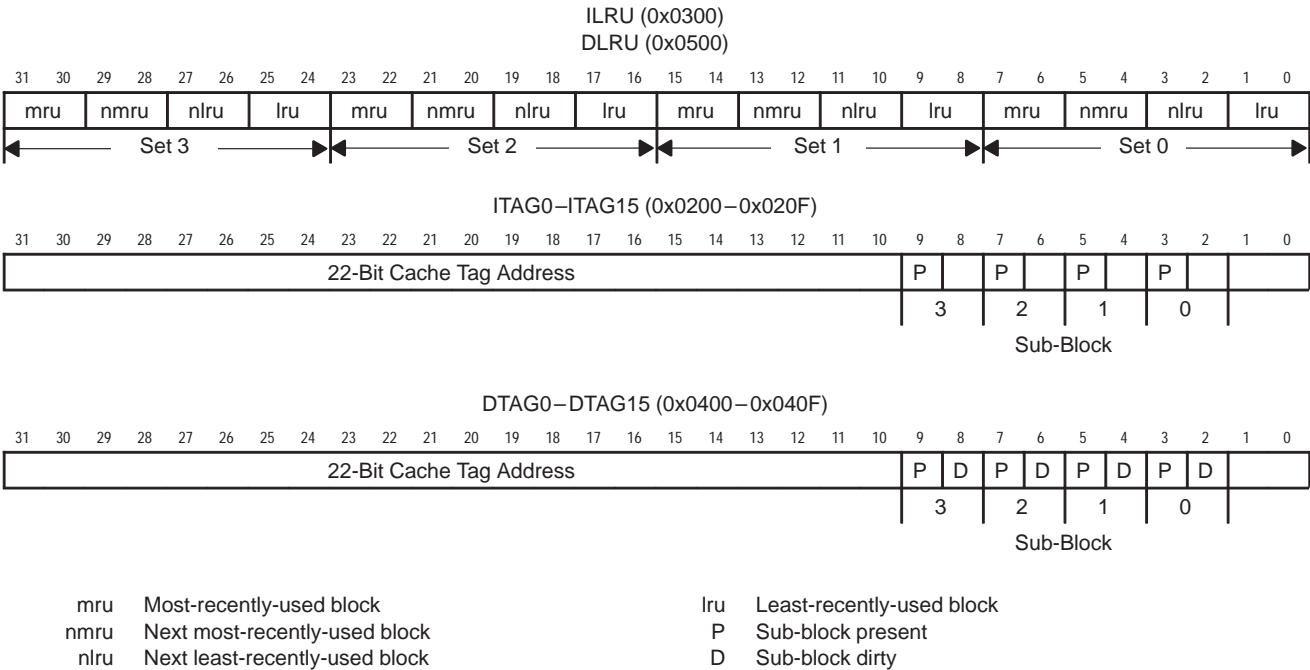 ILRU (0x0300)
DLRU (0x0500)
31 30 29 28 27 26 25 24 23 22 21 20 19 18 17 16 15 14 13 12 11 10 9 8 7 6 5 4 3 2 1 0
mru nmru nlru lru mru nmru nlru lru mru nmru nlru lru mru nmru nlru lru
Set 3 Set 2 Set 1 Set 0
ITAG0–ITAG15 (0x0200–0x020F)
31 30 29 28 27 26 25 24 23 22 21 20 19 18 17 16 15 14 13 12 11 10 9 8 7 6 5 4 3 2 1 0
22-Bit Cache Tag Address P P P P
3 2 1 0
Sub-Block
DTAG0–DTAG15 (0x0400–0x040F)
31 30 29 28 27 26 25 24 23 22 21 20 19 18 17 16 15 14 13 12 11 10 9 8 7 6 5 4 3 2 1 0
22-Bit Cache Tag Address P D P D P D P D
3 2 1 0
Sub-Block
mru Most-recently-used block lru Least-recently-used block
nmru Next most-recently-used block P Sub-block present
nlru Next least-recently-used block D Sub-block dirty